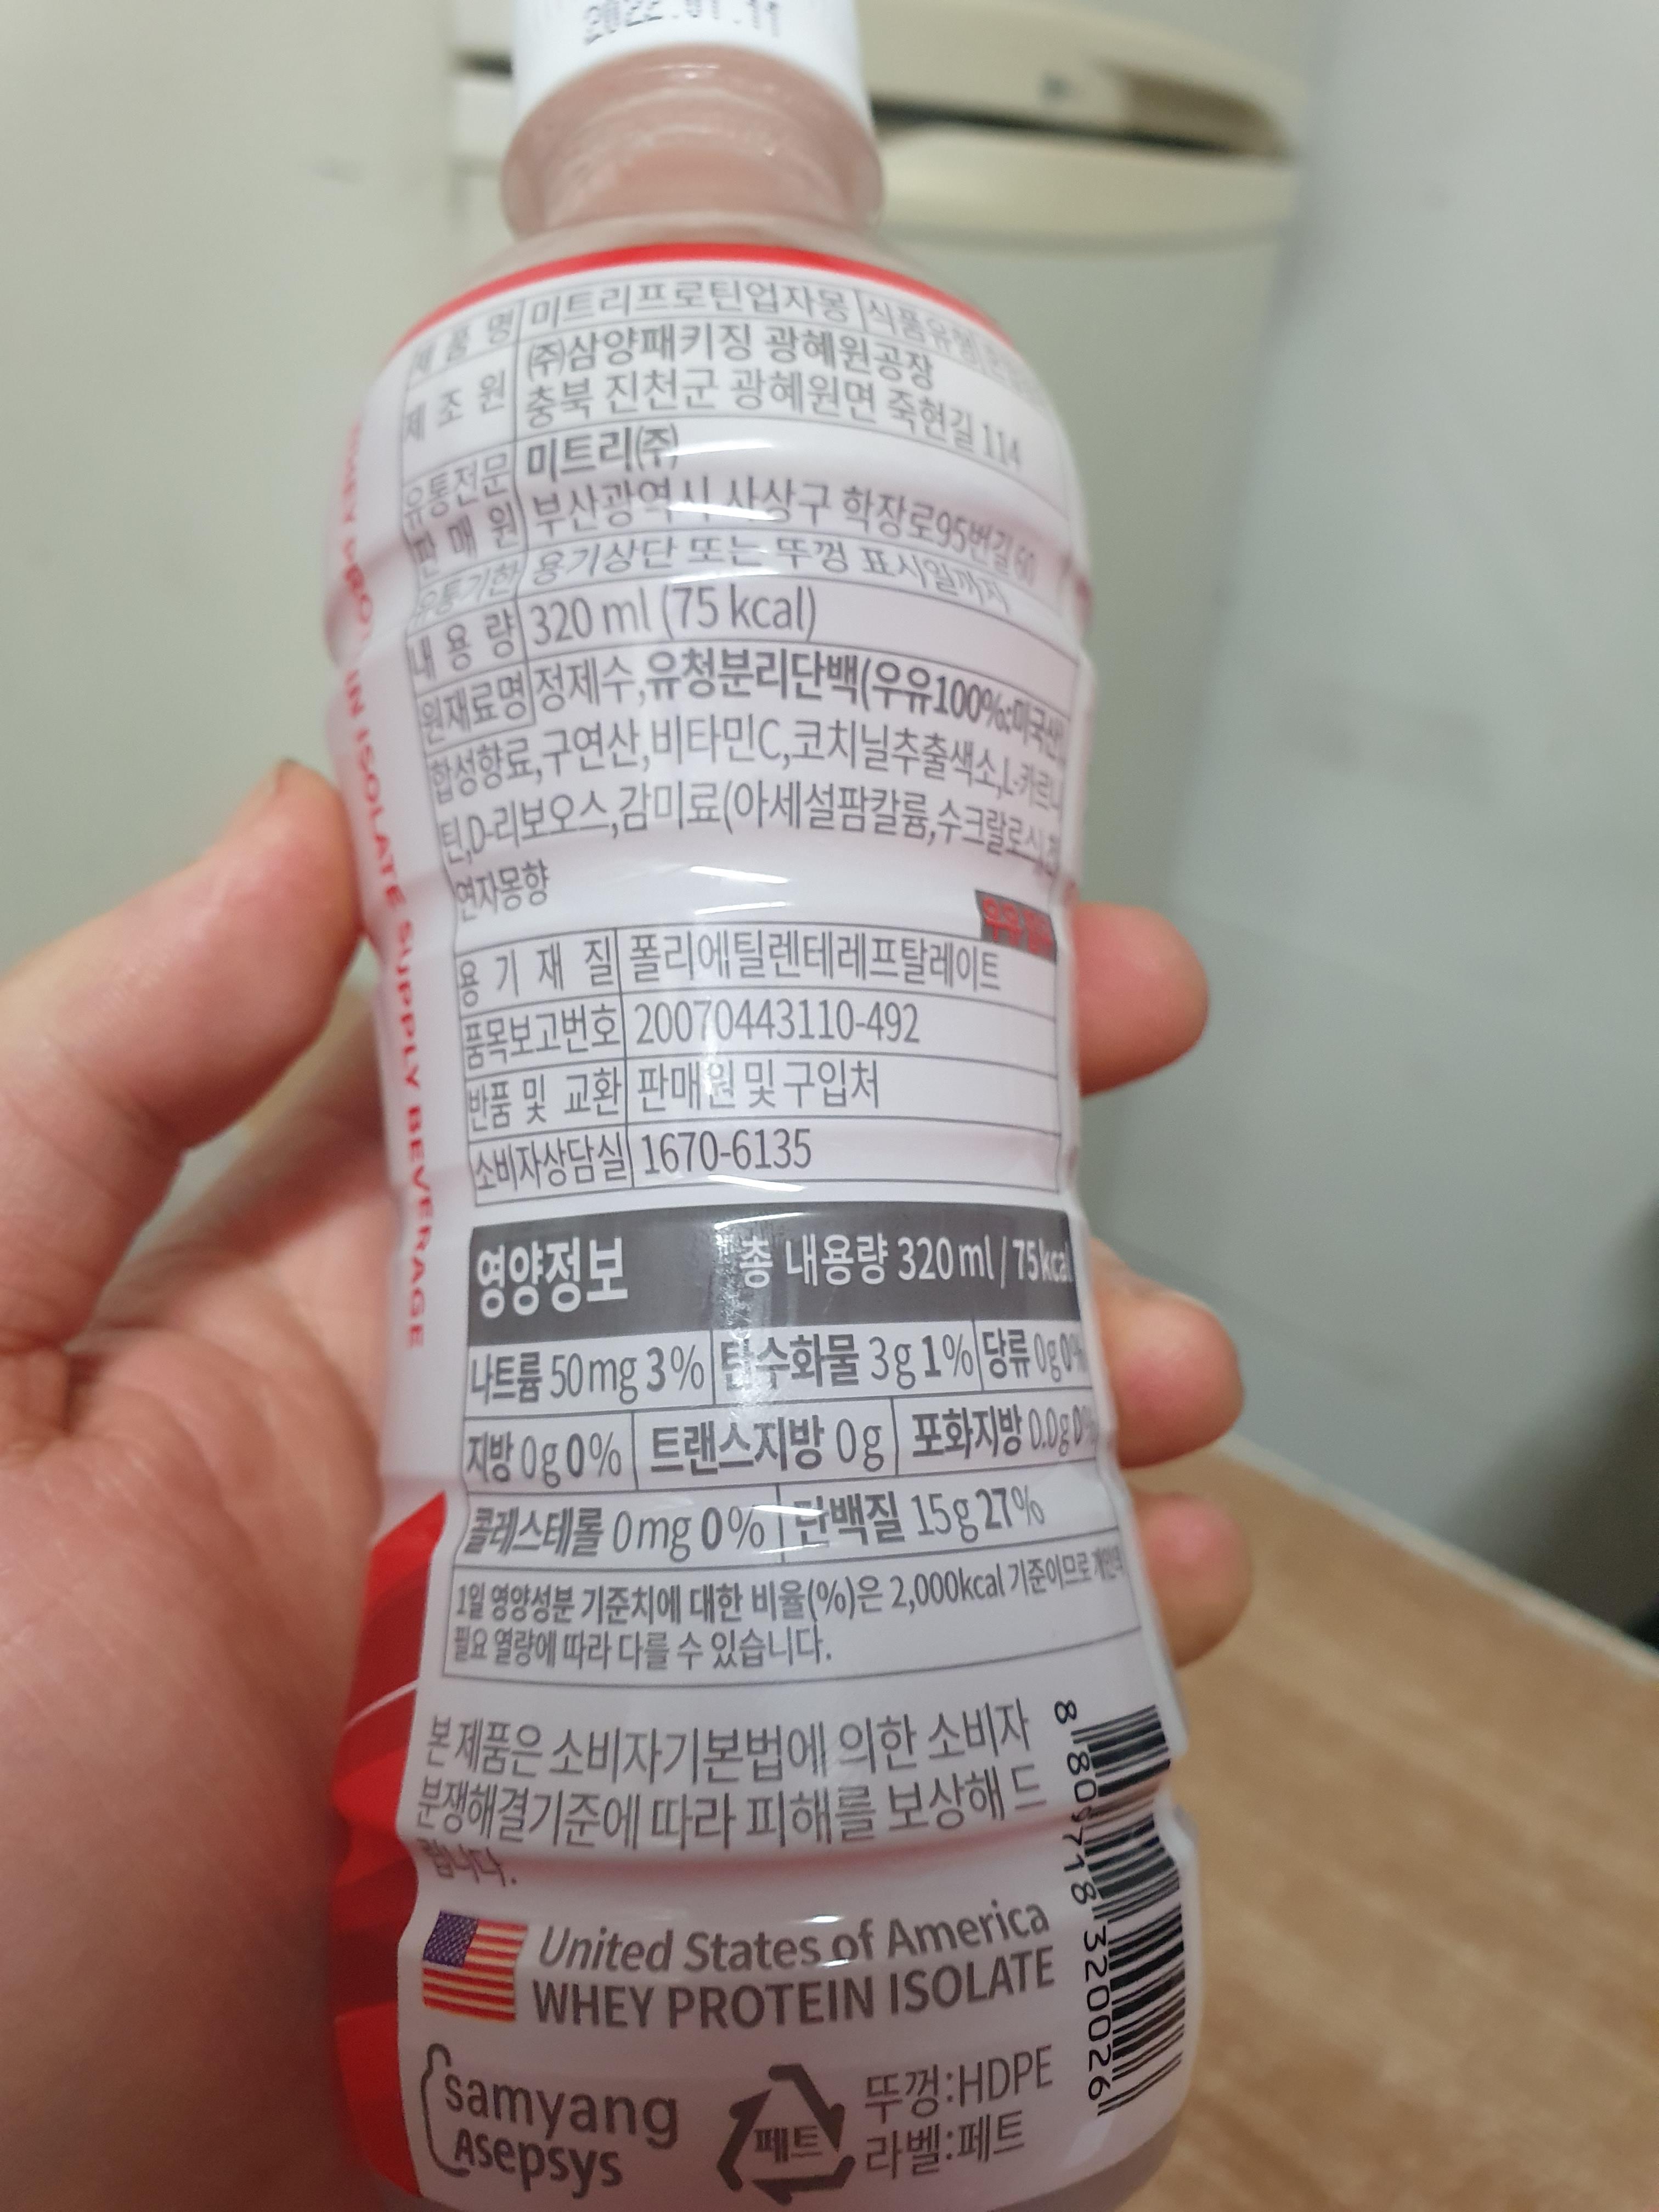 2022.01.11
제품명 미트리프로틴업자몽 식품유형
제조원 ㈜삼양패키징 광혜원공장
충북 진천군 광혜원면 죽현길 114
유통전문 판매원 미트리㈜
부산광역시 사상구 학장로95번길 60
유통기한 용기상단 또는 뚜껑 표시일까지
내용량 320 ml (75 kcal)
원재료명 정제수,유청분리단백(우유100%:미국산),
합성향료,구연산,비타민C,코치닐추출색소,L-카르니
틴,D-리보오스,감미료(아세설팜칼륨,수크랄로스),천
연자몽향
우유 함유
용기재질 폴리에틸렌테레프탈레이트
품목보고번호 20070443110-492
반품 및 교환 판매원 및 구입처
소비자상담실 1670-6135
영양정보 총 내용량 320 ml / 75 kcal
나트륨 50 mg 3% 탄수화물 3 g 1% 당류 0g 0%
지방 0 g 0% 트랜스지방 0 g 포화지방 0.0g 0%
콜레스테롤 0 mg 0% 단백질 15 g 27%
1일 영양성분 기준치에 대한 비율(%)은 2,000kcal 기준이므로 개인의
필요 열량에 따라 다를 수 있습니다.
본 제품은 소비자기본법에 의한 소비자
분쟁해결기준에 따라 피해를 보상해 드
립니다.
United States of America
WHEY PROTEIN ISOLATE
samyang
Asepsys
페트
뚜껑:HDPE
라벨:페트
8 809718 320026
IN ISOLATE SUPPLY BEVERAGE